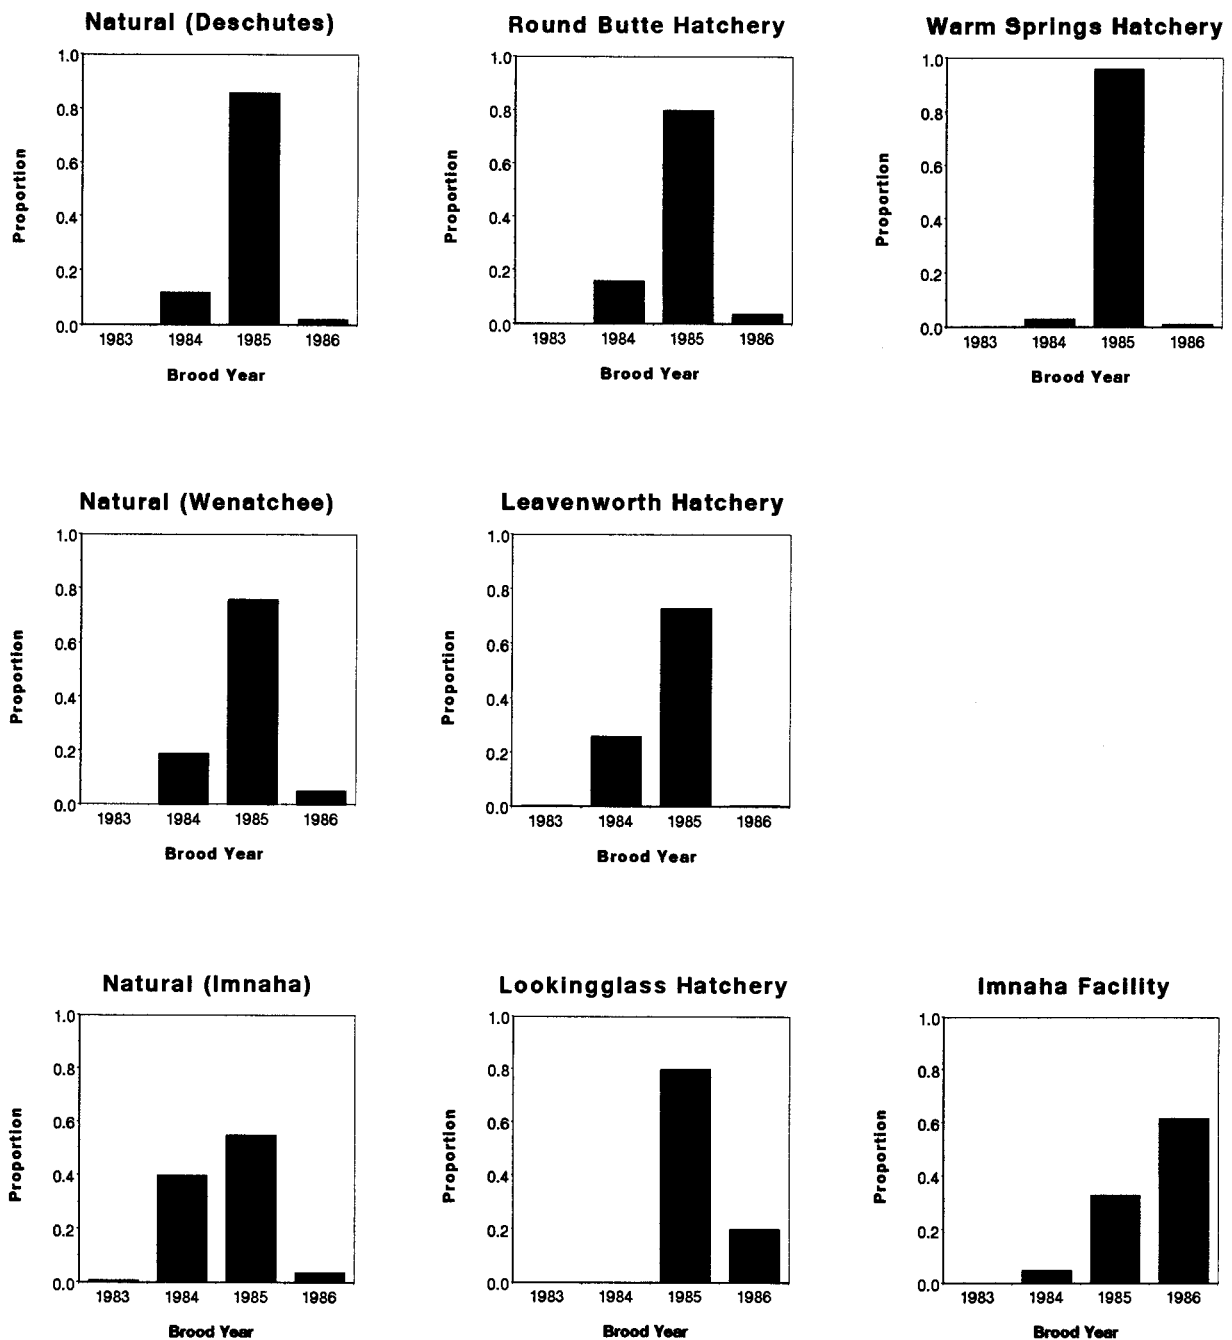 Natural (Deschutes)
1.0
0.8
0.6
0.4
0.2
0.0
Proportion
1983 1984 1985 1986
Brood Year
Round Butte Hatchery
1.0
0.8
0.6
0.4
0.2
0.0
Proportion
1983 1984 1985 1986
Brood Year
Warm Springs Hatchery
1.0
0.8
0.6
0.4
0.2
0.0
Proportion
1983 1984 1985 1986
Brood Year
Natural (Wenatchee)
1.0
0.8
0.6
0.4
0.2
0.0
Proportion
1983 1984 1985 1986
Brood Year
Leavenworth Hatchery
1.0
0.8
0.6
0.4
0.2
0.0
Proportion
1983 1984 1985 1986
Brood Year
Natural (Imnaha)
1.0
0.8
0.6
0.4
0.2
0.0
Proportion
1983 1984 1985 1986
Brood Year
Lookingglass Hatchery
1.0
0.8
0.6
0.4
0.2
0.0
Proportion
1983 1984 1985 1986
Brood Year
Imnaha Facility
1.0
0.8
0.6
0.4
0.2
0.0
Proportion
1983 1984 1985 1986
Brood Year